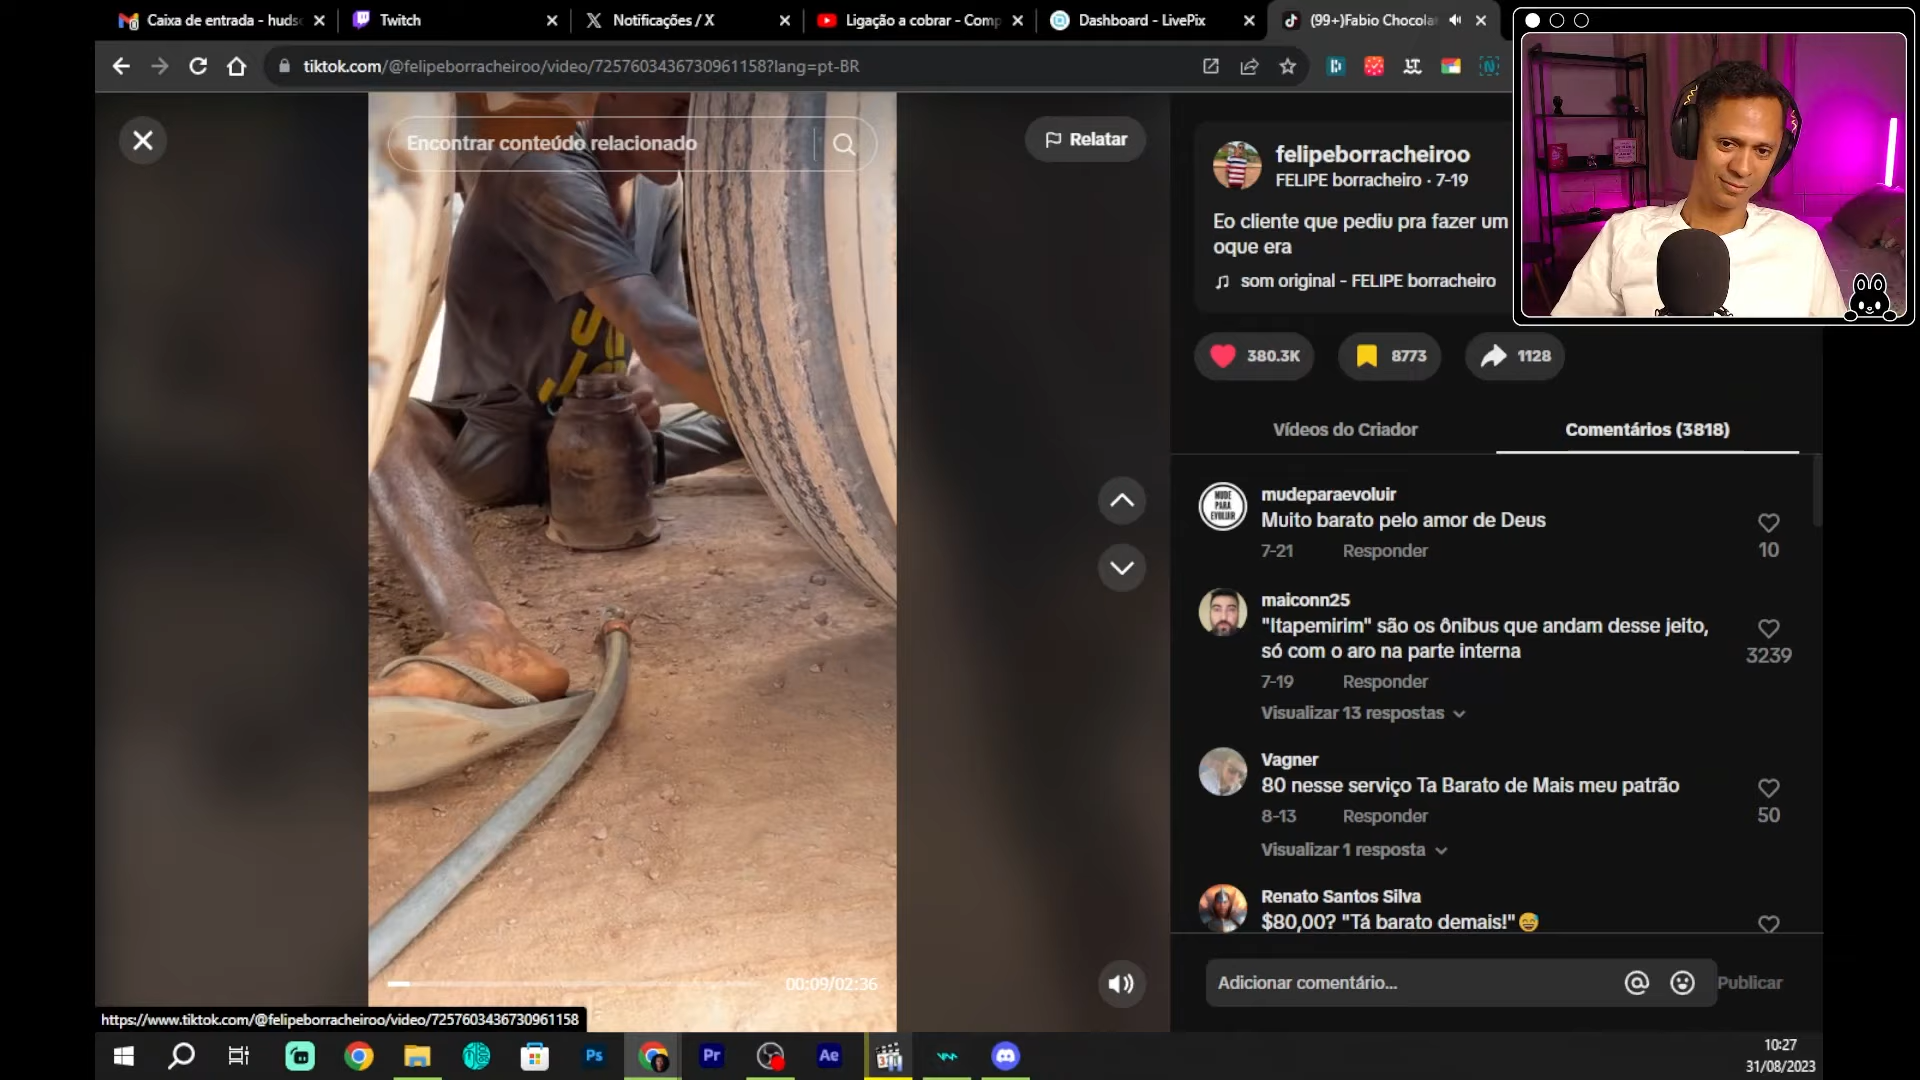 Caixa de entrada - huds
Twitch
Notificações / X
Ligação a cobrar - Comp
Dashboard - LivePix
(99+)Fabio Chocola
tiktok.com/@felipeborracheiroo/video/7257603436730961158?lang=pt-BR
Encontrar conteúdo relacionado
Relatar
felipeborracheiroo
FELIPE borracheiro · 7-19
Eo cliente que pediu pra fazer um
oque era
som original - FELIPE borracheiro
380.3K
8773
1128
Vídeos do Criador
Comentários (3818)
MUDE
PARA
EVOLUIR
mudeparaevoluir
Muito barato pelo amor de Deus
7-21
Responder
10
maiconn25
"Itapemirim" são os ônibus que andam desse jeito,
só com o aro na parte interna
3239
7-19
Responder
Visualizar 13 respostas
Vagner
80 nesse serviço Ta Barato de Mais meu patrão
8-13
Responder
50
Visualizar 1 resposta
Renato Santos Silva
$80,00? "Tá barato demais!"😅
00:09/02:36
Adicionar comentário...
Publicar
https://www.tiktok.com/@felipeborracheiroo/video/7257603436730961158
Ps
Pr
Ae
10:27
31/08/2023